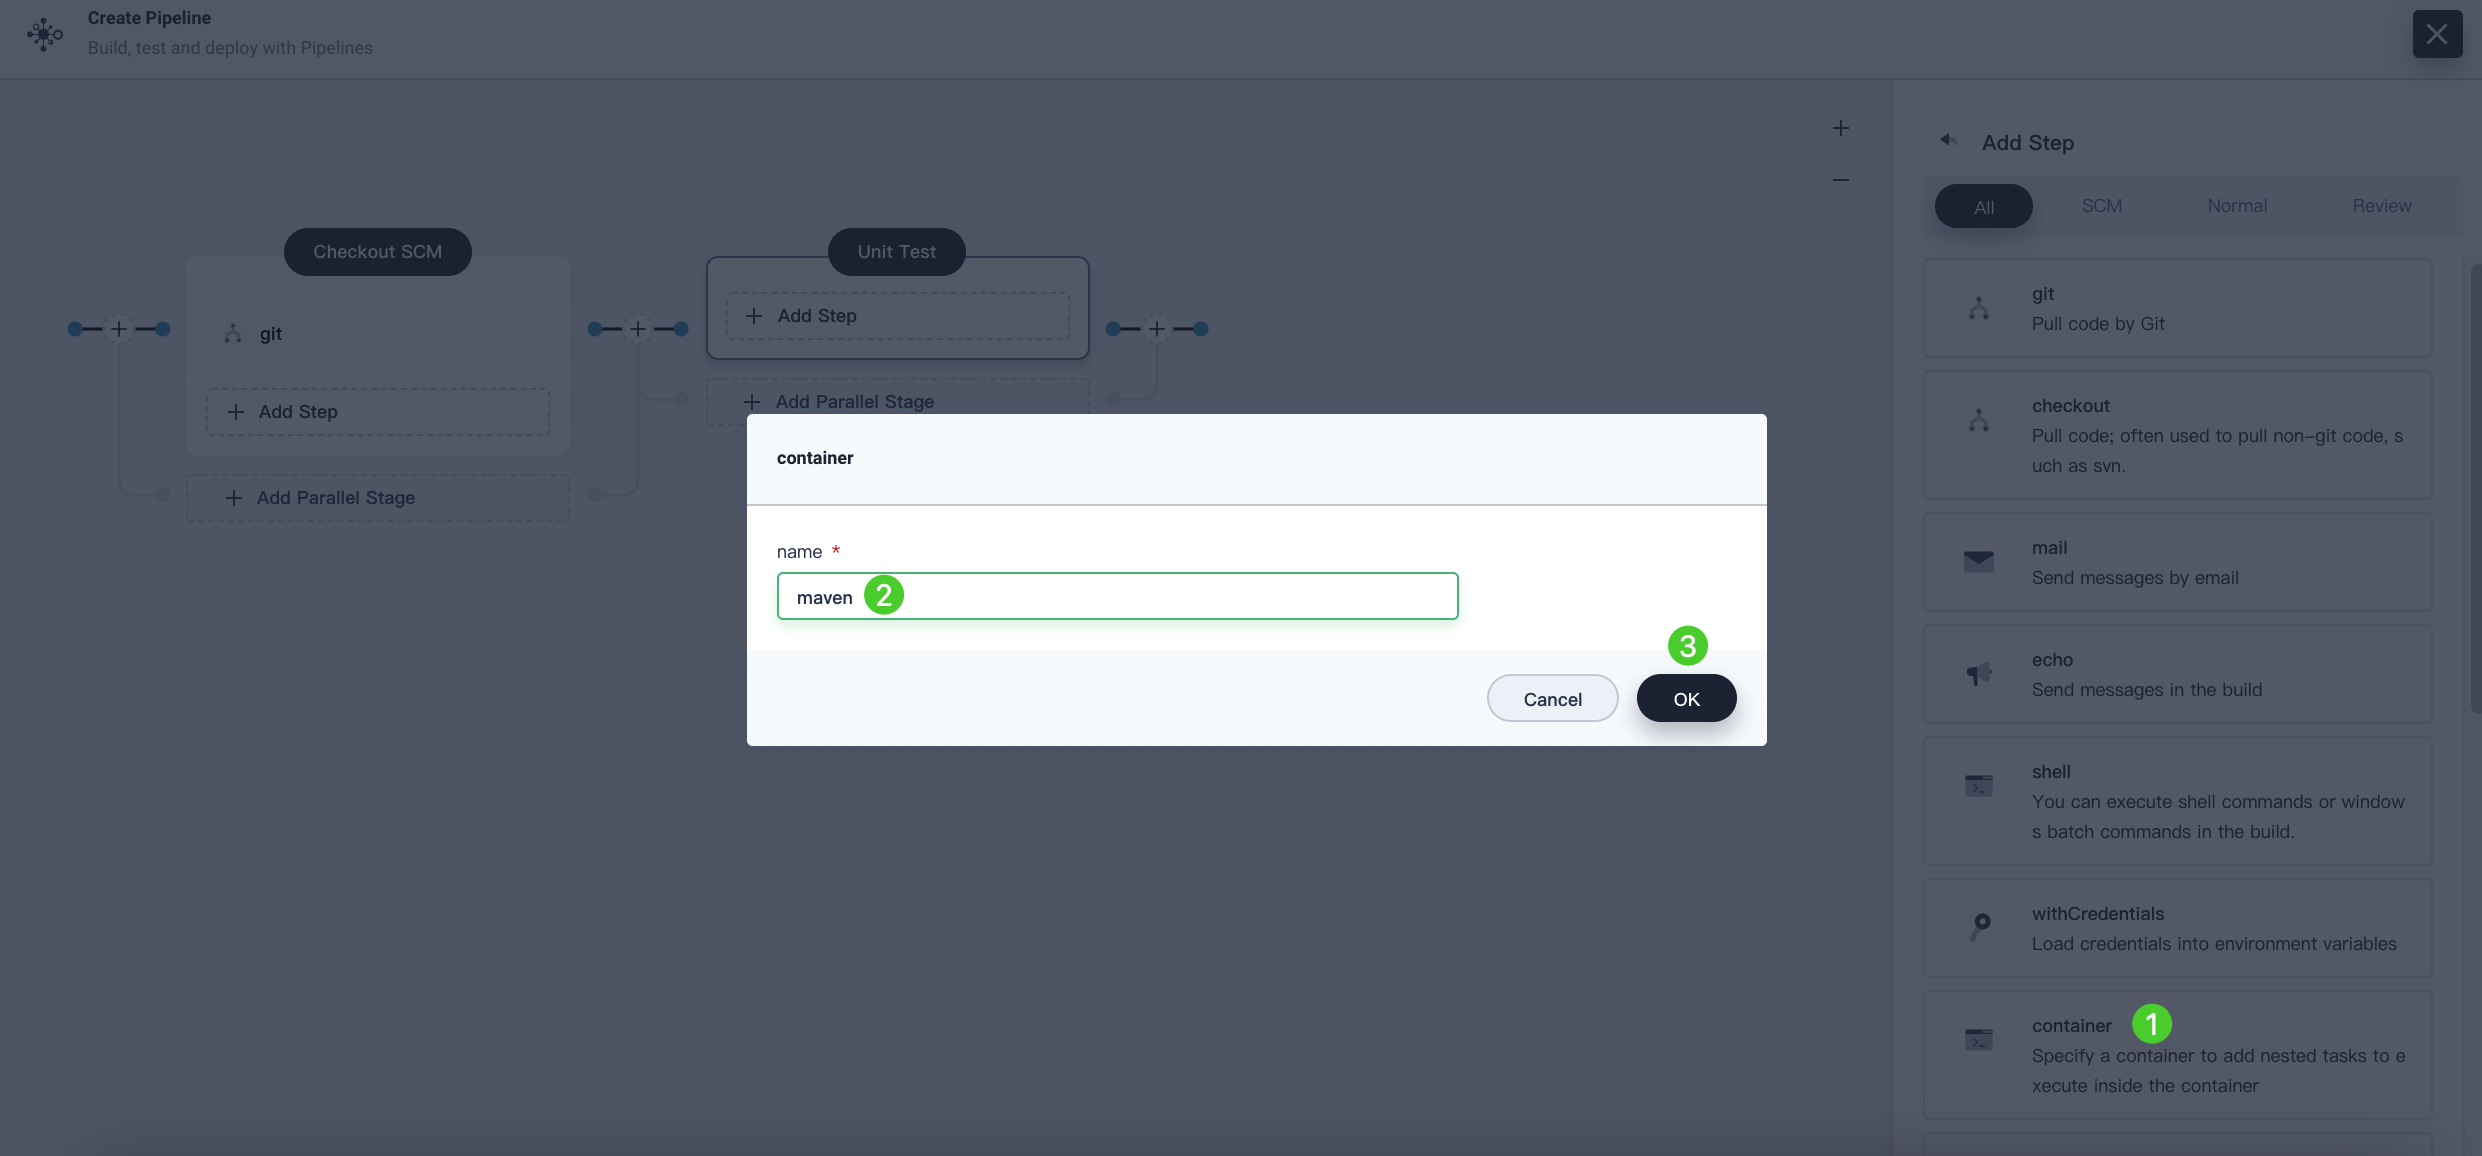 Create Pipeline
Build, test and deploy with Pipelines
Checkout SCM
git
Add Step
Add Parallel Stage
Unit Test
Add Step
Add Parallel Stage
container
name *
maven 2
3
Cancel
OK
Add Step
All
SCM
Normal
Review
git
Pull code by Git
checkout
Pull code; often used to pull non-git code, s
uch as svn.
mail
Send messages by email
echo
Send messages in the build
shell
You can execute shell commands or window
s batch commands in the build.
withCredentials
Load credentials into environment variables
container 1
Specify a container to add nested tasks to e
xecute inside the container